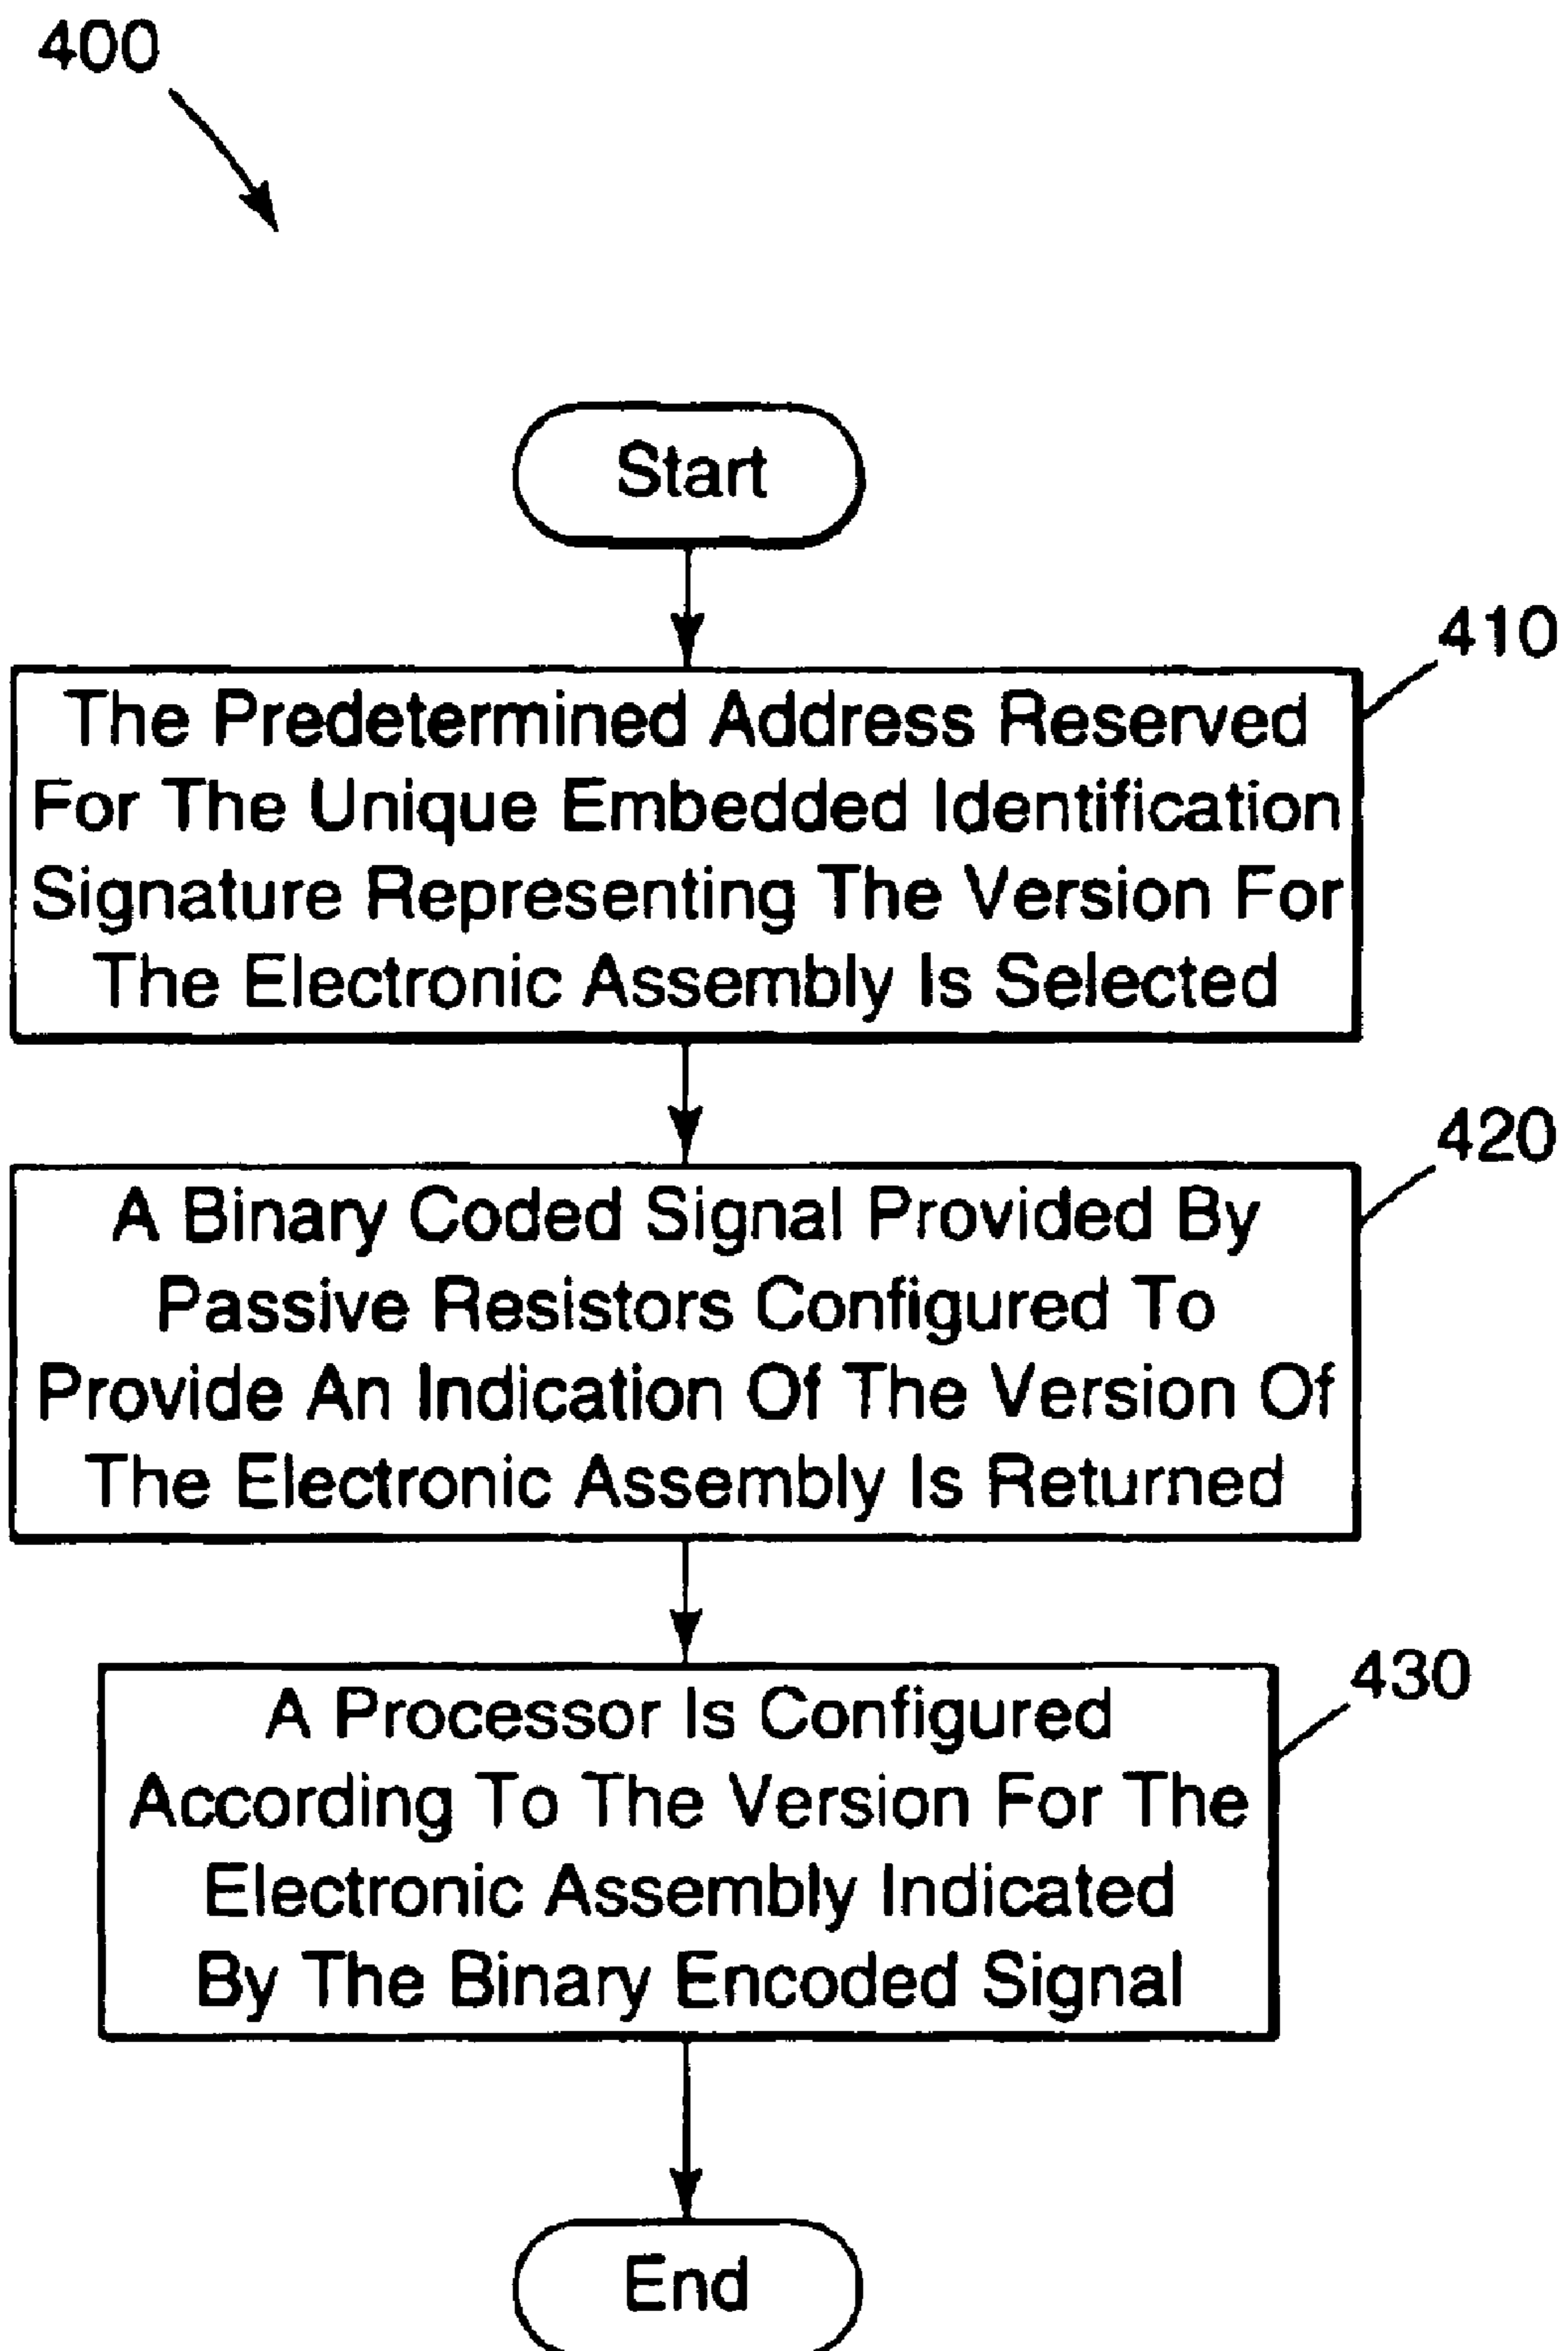 400
Start
410
The Predetermined Address Reserved
For The Unique Embedded Identification
Signature Representing The Version For
The Electronic Assembly Is Selected
420
A Binary Coded Signal Provided By
Passive Resistors Configured To
Provide An Indication Of The Version Of
The Electronic Assembly Is Returned
430
A Processor Is Configured
According To The Version For The
Electronic Assembly Indicated
By The Binary Encoded Signal
End